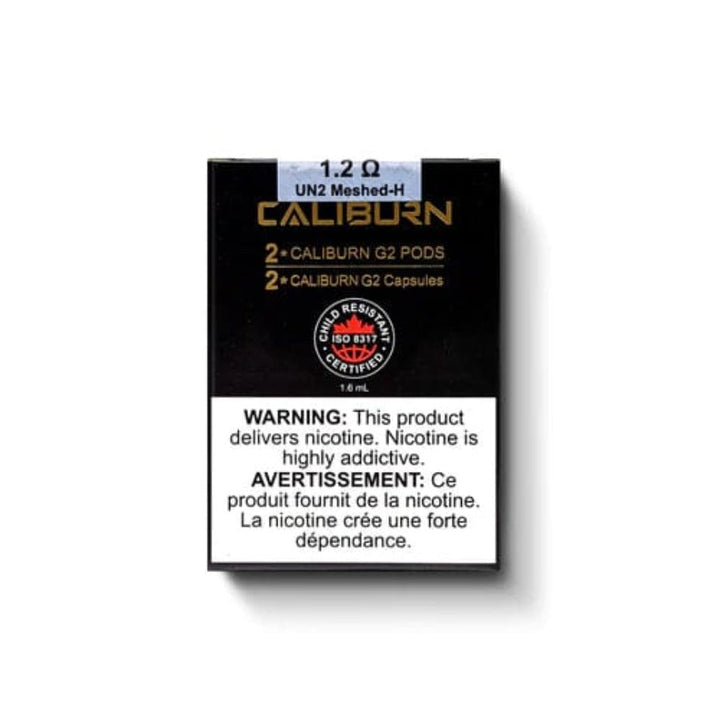 1.2 Ω
UN2 Meshed-H
CALIBURN
2* CALIBURN G2 PODS
2* CALIBURN G2 Capsules
CHILD RESISTANT
ISO 8317
• CERTIFIED •
1.6 mL
WARNING: This product
delivers nicotine. Nicotine is
highly addictive.
AVERTISSEMENT: Ce
produit fournit de la nicotine.
La nicotine crée une forte
dépendance.